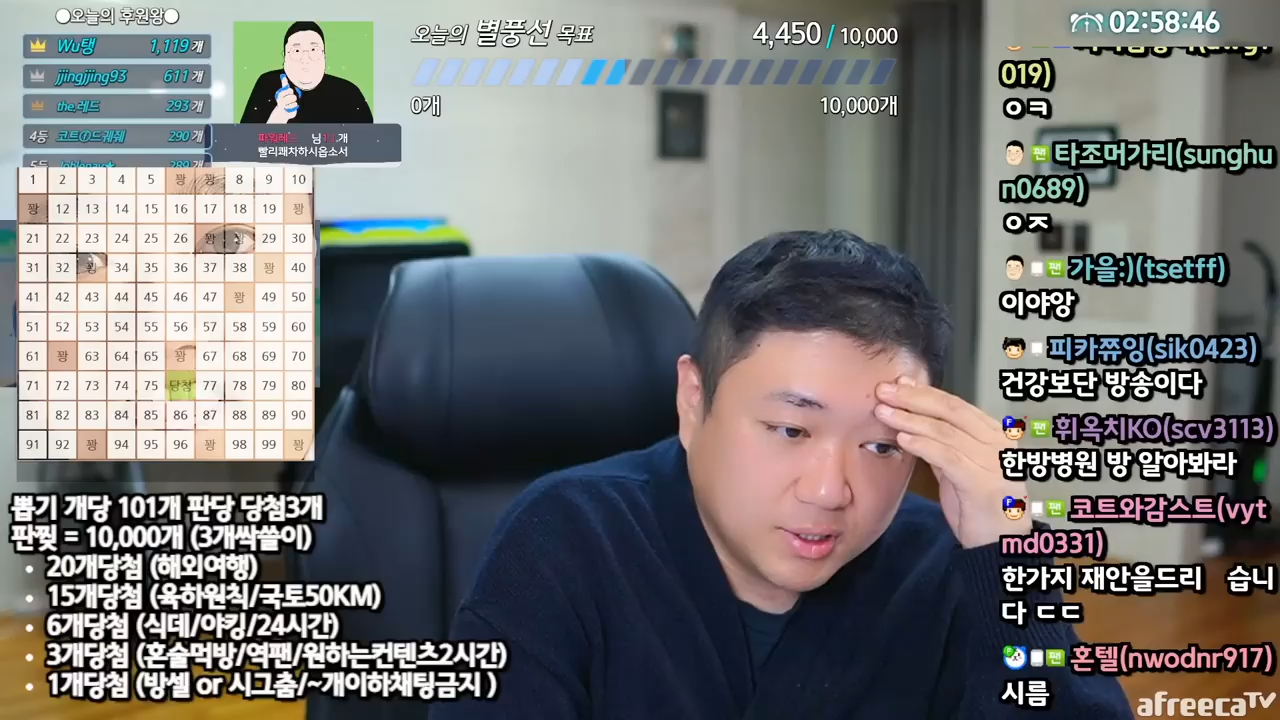 ●오늘의 후원왕●
Wu탱 1,119 개
jjingjjing93 611 개
the,레드 293 개
4등 코트①드궤췌 290 개
5등 289 개
님 개
빨리쾌차하시옵소서
오늘의 별풍선 목표
4,450 / 10,000
0개 10,000개
02:58:46
1 2 3 4 5 꽝 꽝 8 9 10
꽝 12 13 14 15 16 17 18 19 꽝
21 22 23 24 25 26 꽝 꽝 29 30
31 32 꽝 34 35 36 37 38 꽝 40
41 42 43 44 45 46 47 꽝 49 50
51 52 53 54 55 56 57 58 59 60
61 꽝 63 64 65 꽝 67 68 69 70
71 72 73 74 75 당첨 77 78 79 80
81 82 83 84 85 86 87 88 89 90
91 92 꽝 94 95 96 꽝 98 99 꽝
뽑기 개당 101개 판당 당첨3개
판찢 = 10,000개 (3개싹쓸이)
• 20개당첨 (해외여행)
• 15개당첨 (육하원칙/국토50KM)
• 6개당첨 (식데/야킹/24시간)
• 3개당첨 (혼술먹방/역팬/원하는컨텐츠2시간)
• 1개당첨 (방셀 or 시그춤/~개이하채팅금지 )
019)
ㅇㅋ
타조머가리(sunghu
n0689)
ㅇㅈ
가을:)(tsetff)
이야앙
피카쮸잉(sik0423)
건강보단 방송이다
휘옥치KO(scv3113)
한방병원 방 알아봐라
코트와감스트(vyt
md0331)
한가지 재안을드리 습니
다 ㄷㄷ
혼텔(nwodnr917)
시름
afreecaTV